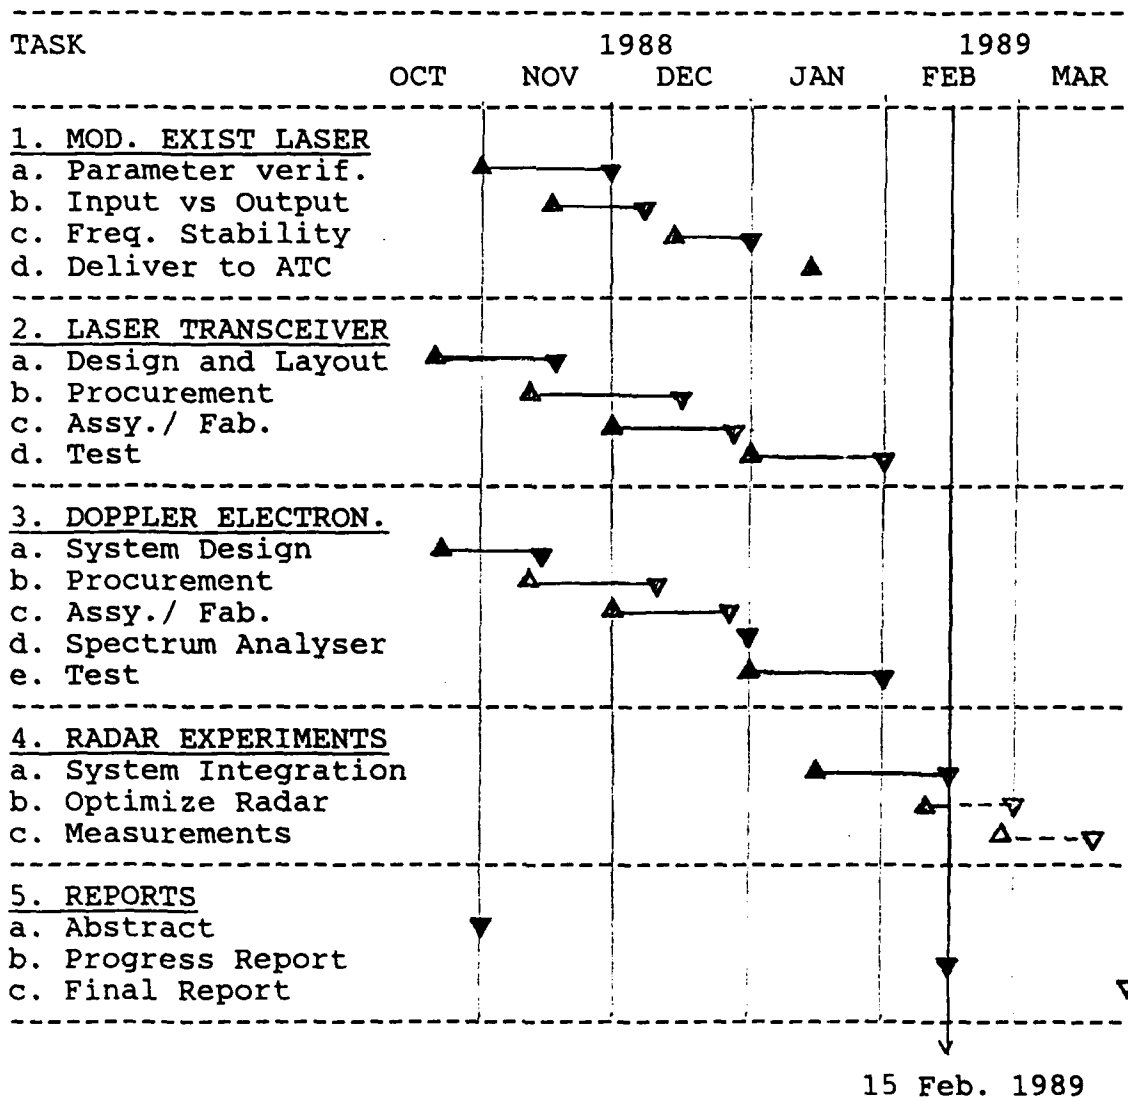 TASK 1988 1989
OCT NOV DEC JAN FEB MAR
1. MOD. EXIST LASER
a. Parameter verif.
b. Input vs Output
c. Freq. Stability
d. Deliver to ATC
2. LASER TRANSCEIVER
a. Design and Layout
b. Procurement
c. Assy./ Fab.
d. Test
3. DOPPLER ELECTRON.
a. System Design
b. Procurement
c. Assy./ Fab.
d. Spectrum Analyser
e. Test
4. RADAR EXPERIMENTS
a. System Integration
b. Optimize Radar
c. Measurements
5. REPORTS
a. Abstract
b. Progress Report
c. Final Report
15 Feb. 1989